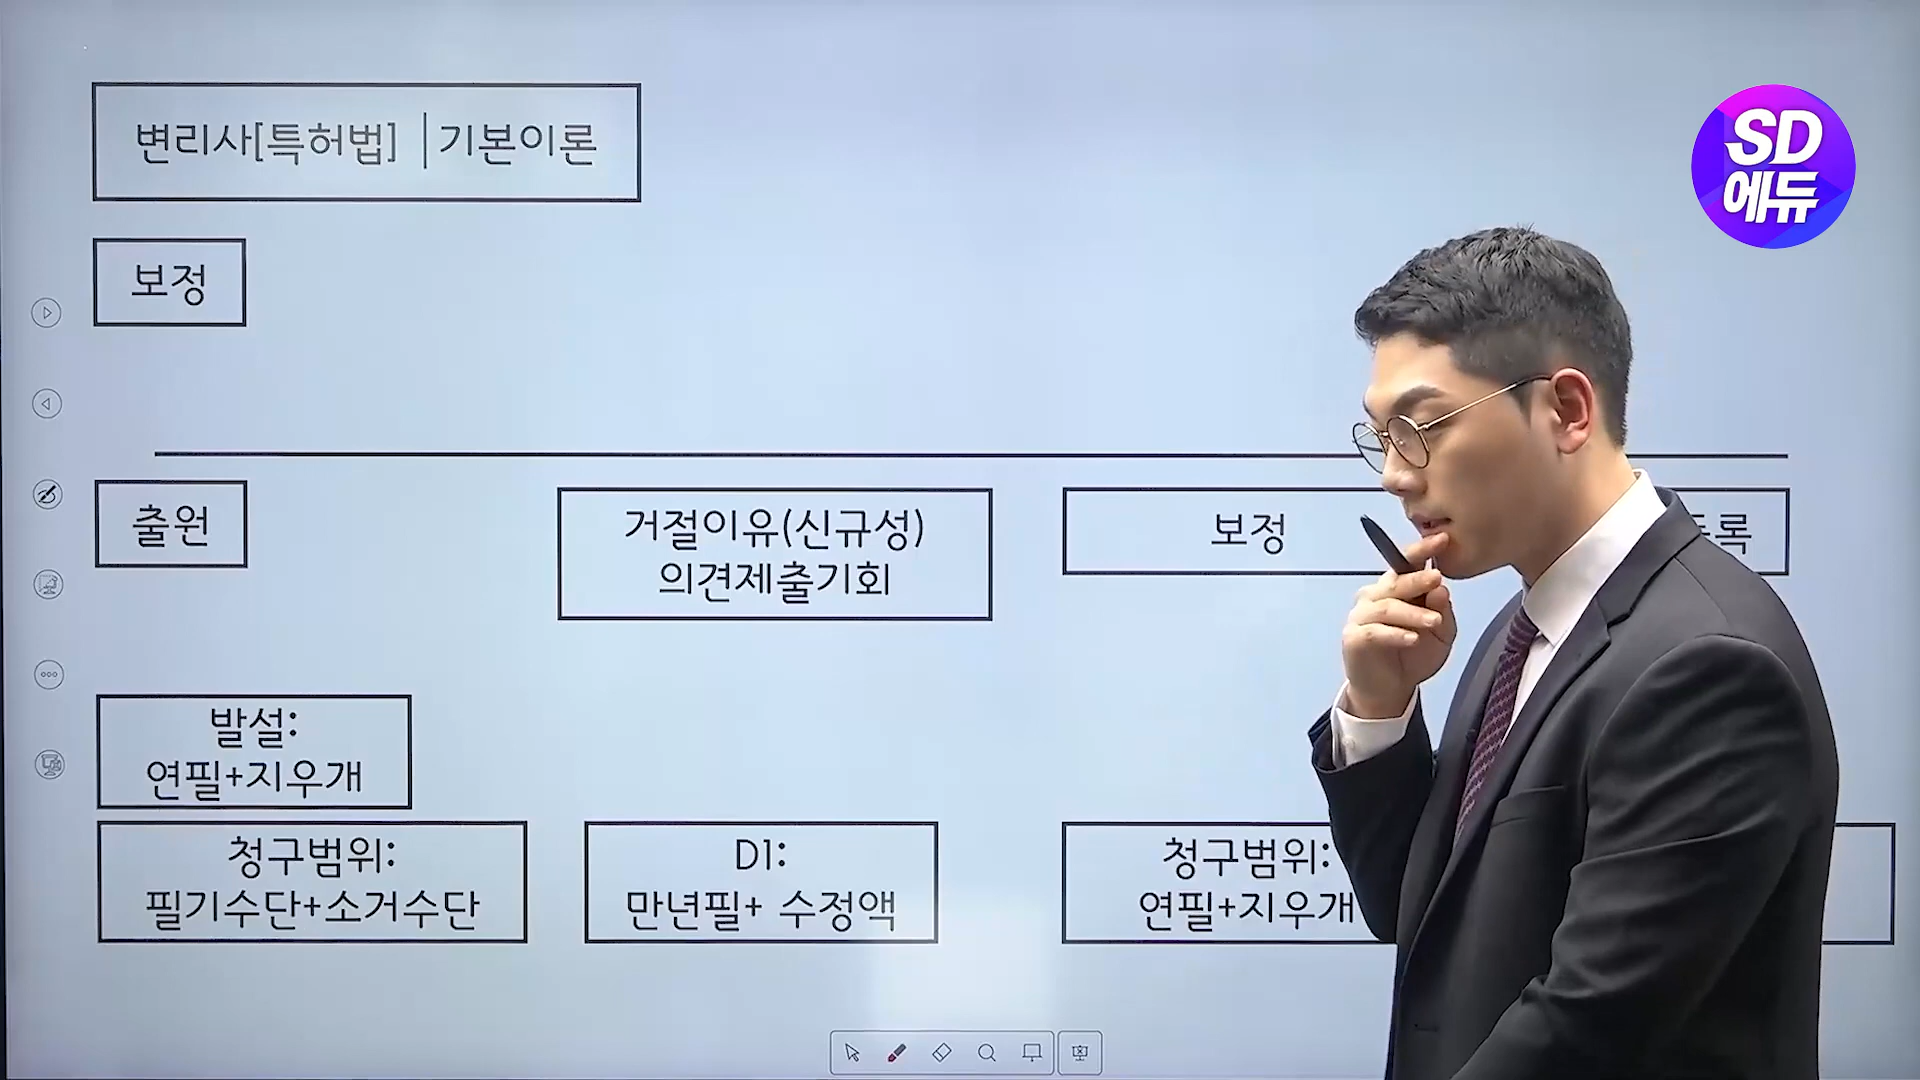 변리사[특허법] | 기본이론
SD
에듀
보정
출원
거절이유(신규성)
의견제출기회
보정
발설:
연필+지우개
청구범위:
필기수단+소거수단
D1:
만년필+ 수정액
청구범위:
연필+지우개